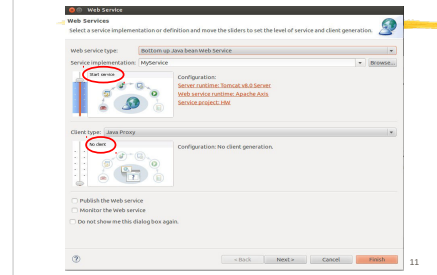 Web Service
Web Services
Select a service implementation or definition and move the sliders to set the level of service and client generation.
Web service type: Bottom up Java bean Web Service
Service implementation: MyService Browse...
Start service
Configuration:
Server runtime: Tomcat v8.0 Server
Web service runtime: Apache Axis
Service project: HW
Client type: Java Proxy
No client
Configuration: No client generation.
Publish the Web service
Monitor the Web service
Do not show me this dialog box again.
< Back Next > Cancel Finish
11